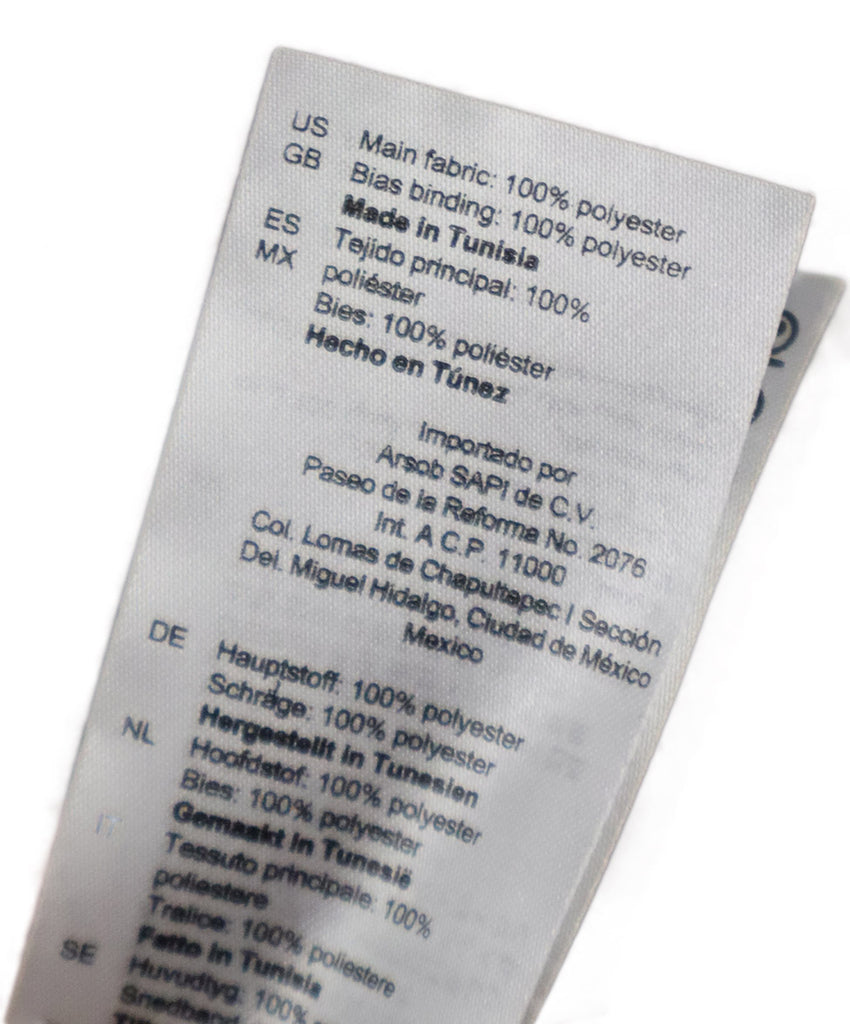 US Main fabric: 100% polyester
GB Bias binding: 100% polyester
Made in Tunisia
ES Tejido principal: 100%
MX poliéster
Bies: 100% poliéster
Hecho en Túnez
Importado por
Arsob SAPI de C.V.
Paseo de la Reforma No. 2076
Int. A C.P. 11000
Col. Lomas de Chapultepec I Sección
Del. Miguel Hidalgo, Ciudad de México
Mexico
DE Hauptstoff: 100% polyester
Schräge: 100% polyester
Hergestellt in Tunesien
NL Hoofdstof: 100% polyester
Bies: 100% polyester
Gemaakt in Tunesië
IT Tessuto principale: 100%
poliestere
Tralice: 100% poliestere
Fatto in Tunisia
SE Huvudtyg: 100%
Snedband